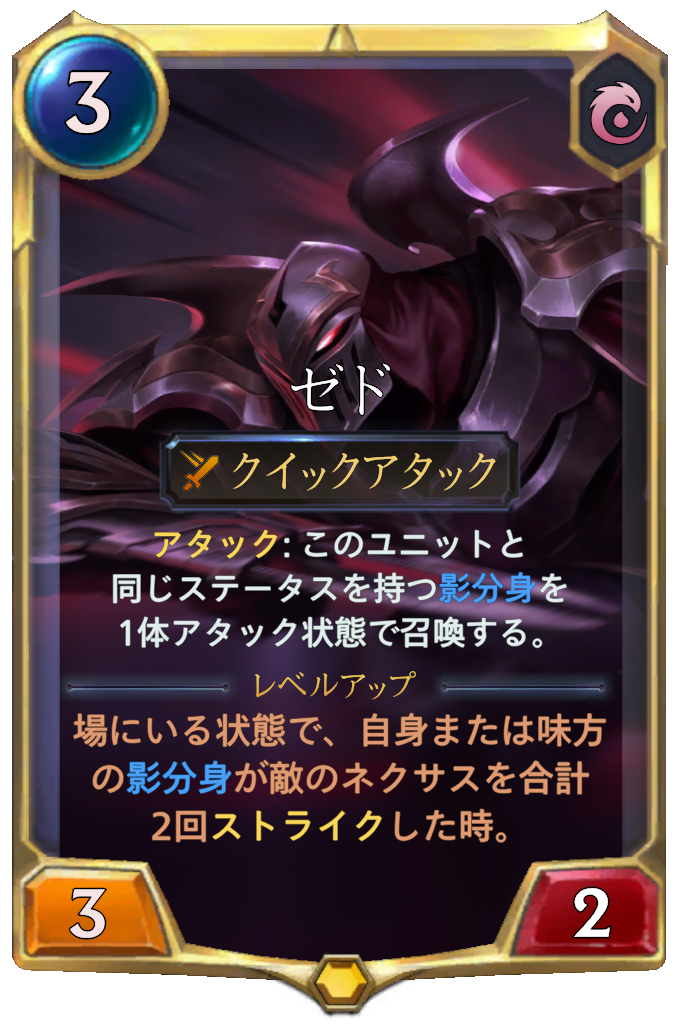 3
ゼド
クイックアタック
アタック: このユニットと
同じステータスを持つ影分身を
1体アタック状態で召喚する。
レベルアップ
場にいる状態で、自身または味方
の影分身が敵のネクサスを合計
2回ストライクした時。
3
2